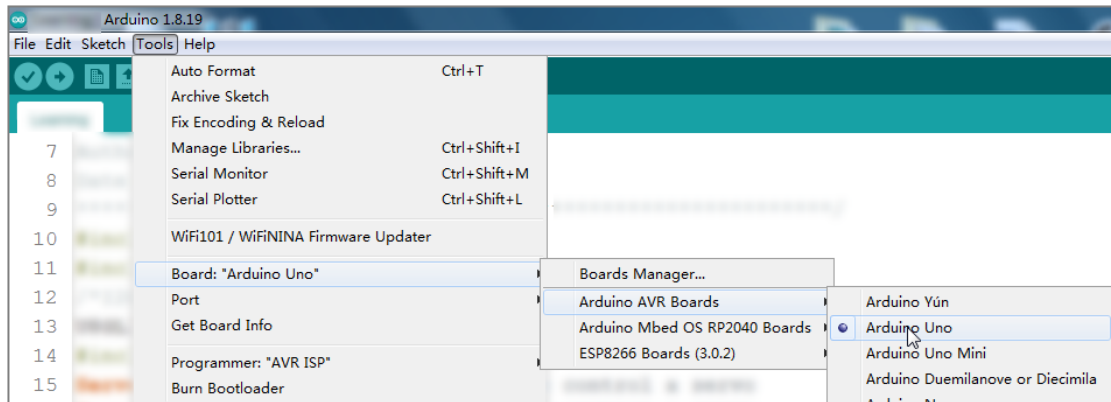 Arduino 1.8.19
File Edit Sketch Tools Help
Auto Format Ctrl+T
Archive Sketch
Fix Encoding & Reload
Manage Libraries... Ctrl+Shift+I
Serial Monitor Ctrl+Shift+M
Serial Plotter Ctrl+Shift+L
WiFi101 / WiFiNINA Firmware Updater
Board: "Arduino Uno"
Port
Get Board Info
Programmer: "AVR ISP"
Burn Bootloader
Boards Manager...
Arduino AVR Boards
Arduino Mbed OS RP2040 Boards
ESP8266 Boards (3.0.2)
Arduino Yún
Arduino Uno
Arduino Uno Mini
Arduino Duemilanove or Diecimila
7
8
9
10
11
12
13
14
15 control a servo